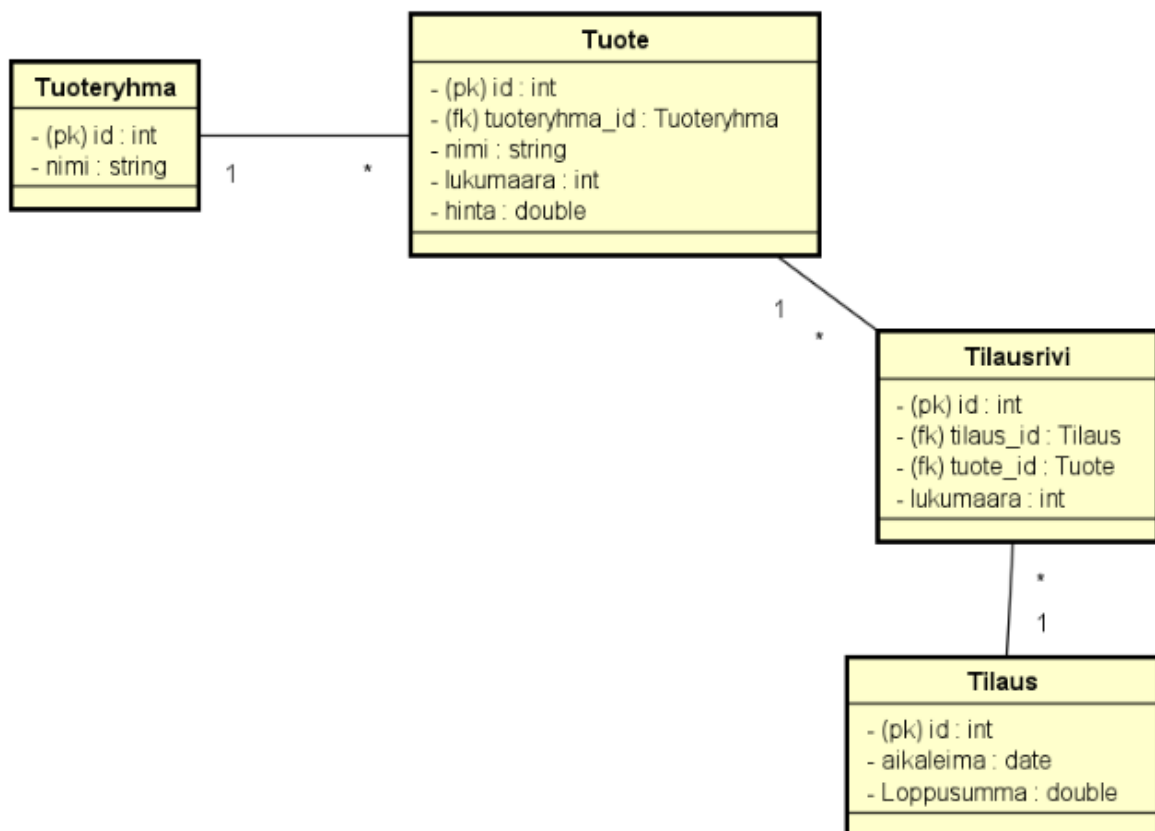 Tuoteryhma
- (pk) id : int
- nimi : string
1
*
Tuote
- (pk) id : int
- (fk) tuoteryhma_id : Tuoteryhma
- nimi : string
- lukumaara : int
- hinta : double
1
*
Tilausrivi
- (pk) id : int
- (fk) tilaus_id : Tilaus
- (fk) tuote_id : Tuote
- lukumaara : int
*
1
Tilaus
- (pk) id : int
- aikaleima : date
- Loppusumma : double